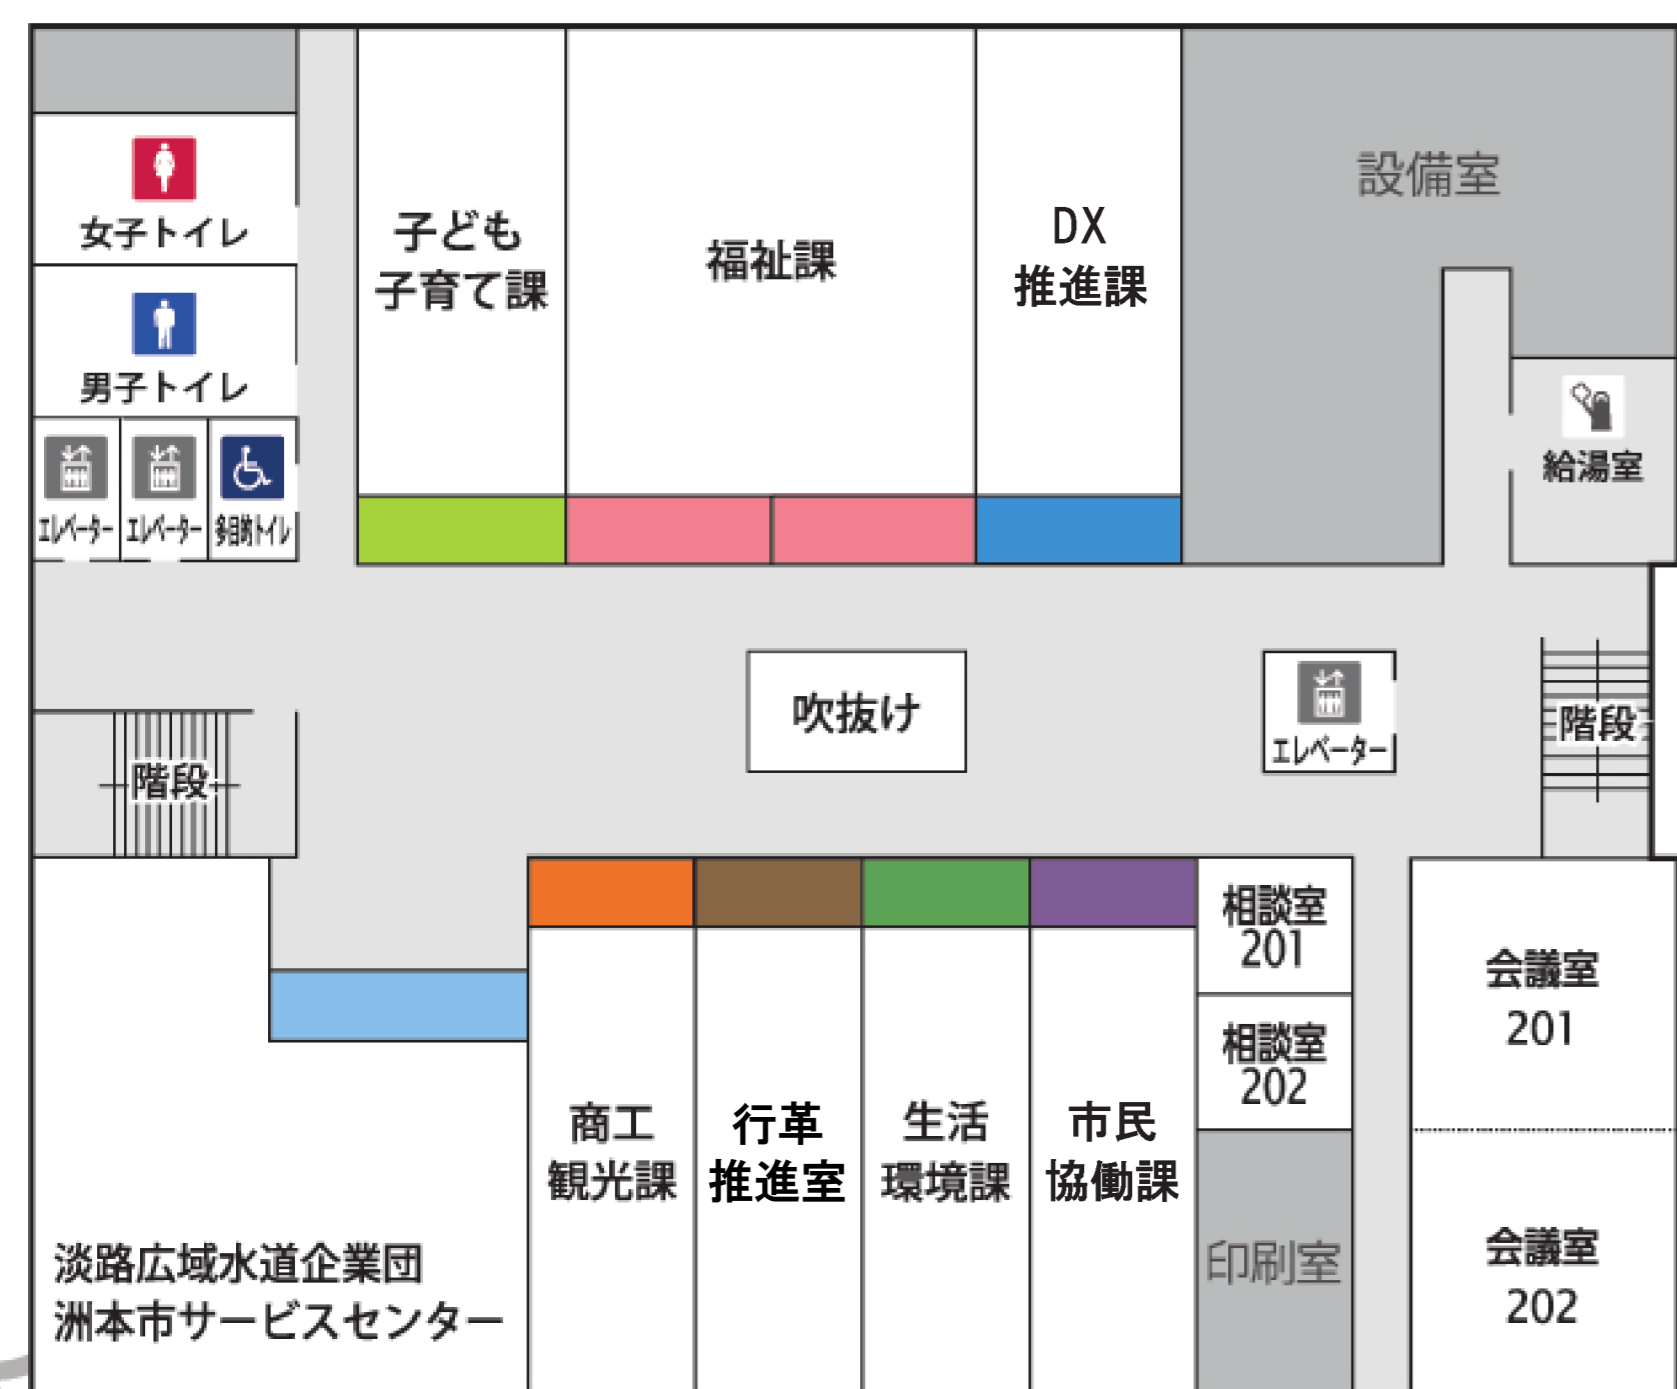 女子トイレ
男子トイレ
エレベーター
エレベーター
多目的トイレ
子ども
子育て課
福祉課
DX
推進課
設備室
給湯室
吹抜け
エレベーター
階段
階段
淡路広域水道企業団
洲本市サービスセンター
商工
観光課
行革
推進室
生活
環境課
市民
協働課
相談室
201
相談室
202
印刷室
会議室
201
会議室
202